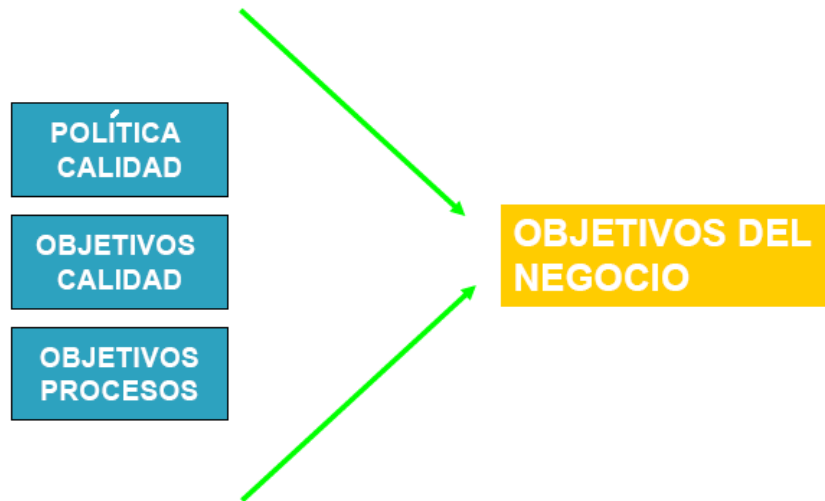 POLÍTICA
CALIDAD
OBJETIVOS
CALIDAD
OBJETIVOS
PROCESOS
OBJETIVOS DEL
NEGOCIO